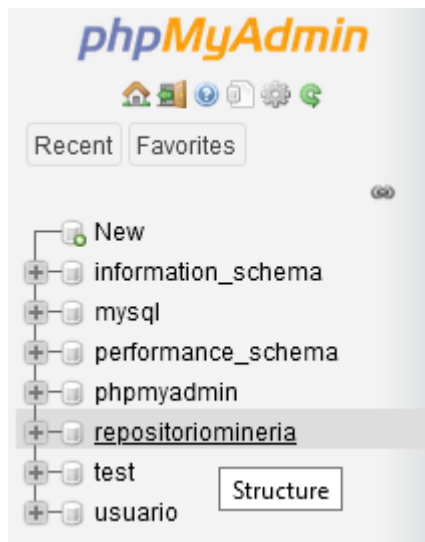 phpMyAdmin
Recent Favorites
New
information_schema
mysql
performance_schema
phpmyadmin
repositoriomineria
test
Structure
usuario